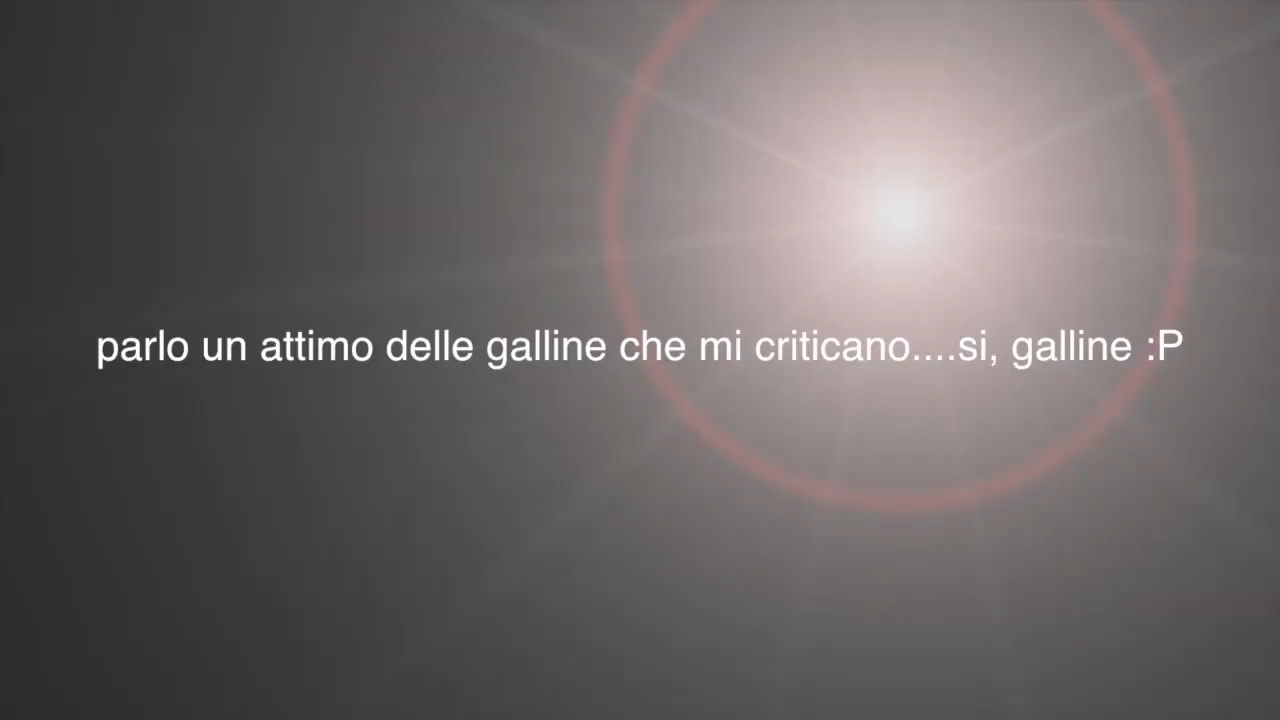 parlo un attimo delle galline che mi criticano....si, galline :P